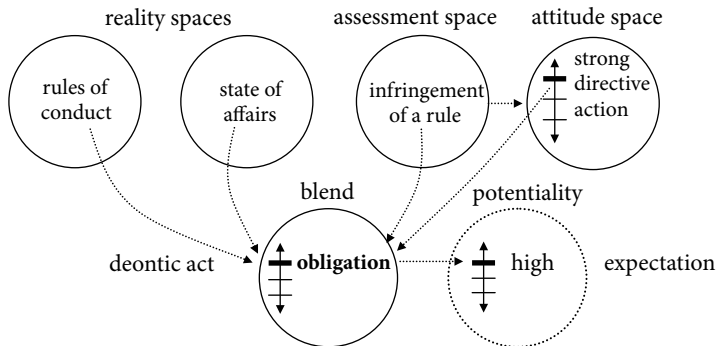 reality spaces
assessment space
attitude space
rules of
conduct
state of
affairs
infringement
of a rule
strong
directive
action
blend
potentiality
deontic act
obligation
high
expectation